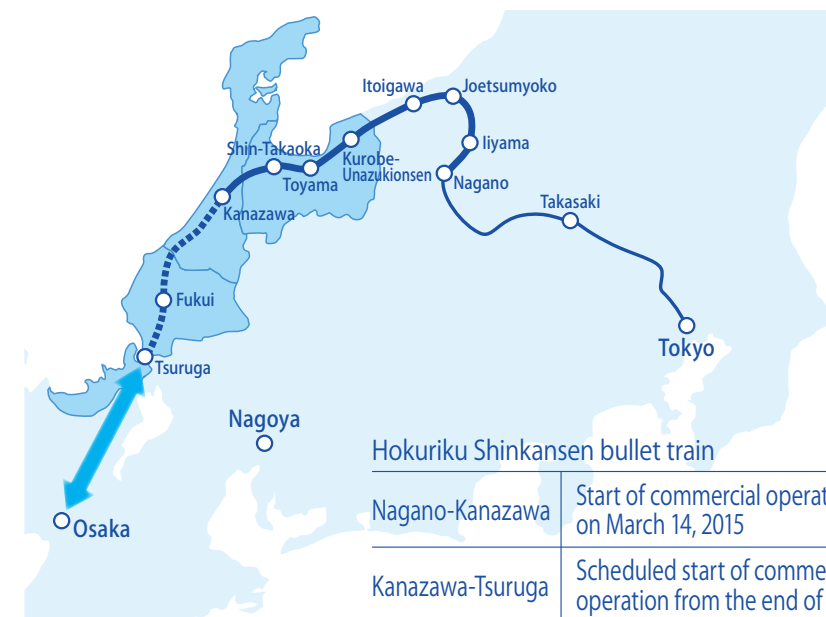 Itoigawa
Joetsumyoko
Shin-Takaoka
Iiyama
Kurobe-
Unazukionsen
Toyama
Nagano
Kanazawa
Takasaki
Fukui
Tokyo
Tsuruga
Nagoya
Osaka
Hokuriku Shinkansen bullet train
Nagano-Kanazawa
Start of commercial operat
on March 14, 2015
Kanazawa-Tsuruga
Scheduled start of comme
operation from the end of